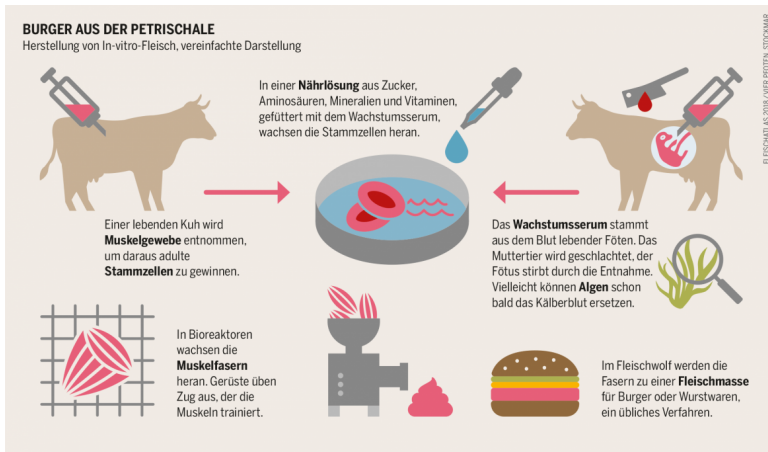 BURGER AUS DER PETRISCHALE
Herstellung von In-vitro-Fleisch, vereinfachte Darstellung
In einer Nährlösung aus Zucker,
Aminosäuren, Mineralien und Vitaminen,
gefüttert mit dem Wachstumsserum,
wachsen die Stammzellen heran.
Einer lebenden Kuh wird
Muskelgewebe entnommen,
um daraus adulte
Stammzellen zu gewinnen.
Das Wachstumsserum stammt
aus dem Blut lebender Föten. Das
Muttertier wird geschlachtet, der
Fötus stirbt durch die Entnahme.
Vielleicht können Algen schon
bald das Kälberblut ersetzen.
In Bioreaktoren
wachsen die
Muskelfasern
heran. Gerüste üben
Zug aus, der die
Muskeln trainiert.
Im Fleischwolf werden die
Fasern zu einer Fleischmasse
für Burger oder Wurstwaren,
ein übliches Verfahren.
FLEISCHATLAS 2018 / VIER PFOTEN, STOCKMAR